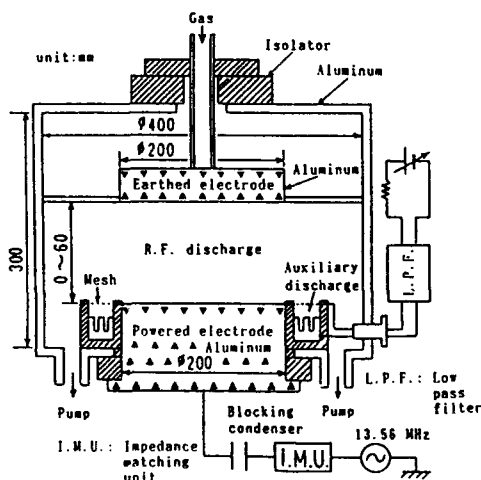 Gas
Isolator
unit:mm
Aluminum
φ400
φ200
Aluminum
Earthed electrode
300
0~60
R.F. discharge
Mesh
Auxiliary
discharge
L.P.F.
Powered electrode
Aluminum
φ200
Pump
Pump
L.P.F.: Low
pass
filter
Blocking
condenser
13.56 MHz
I.M.U.: Impedance
matching
unit
I.M.U.